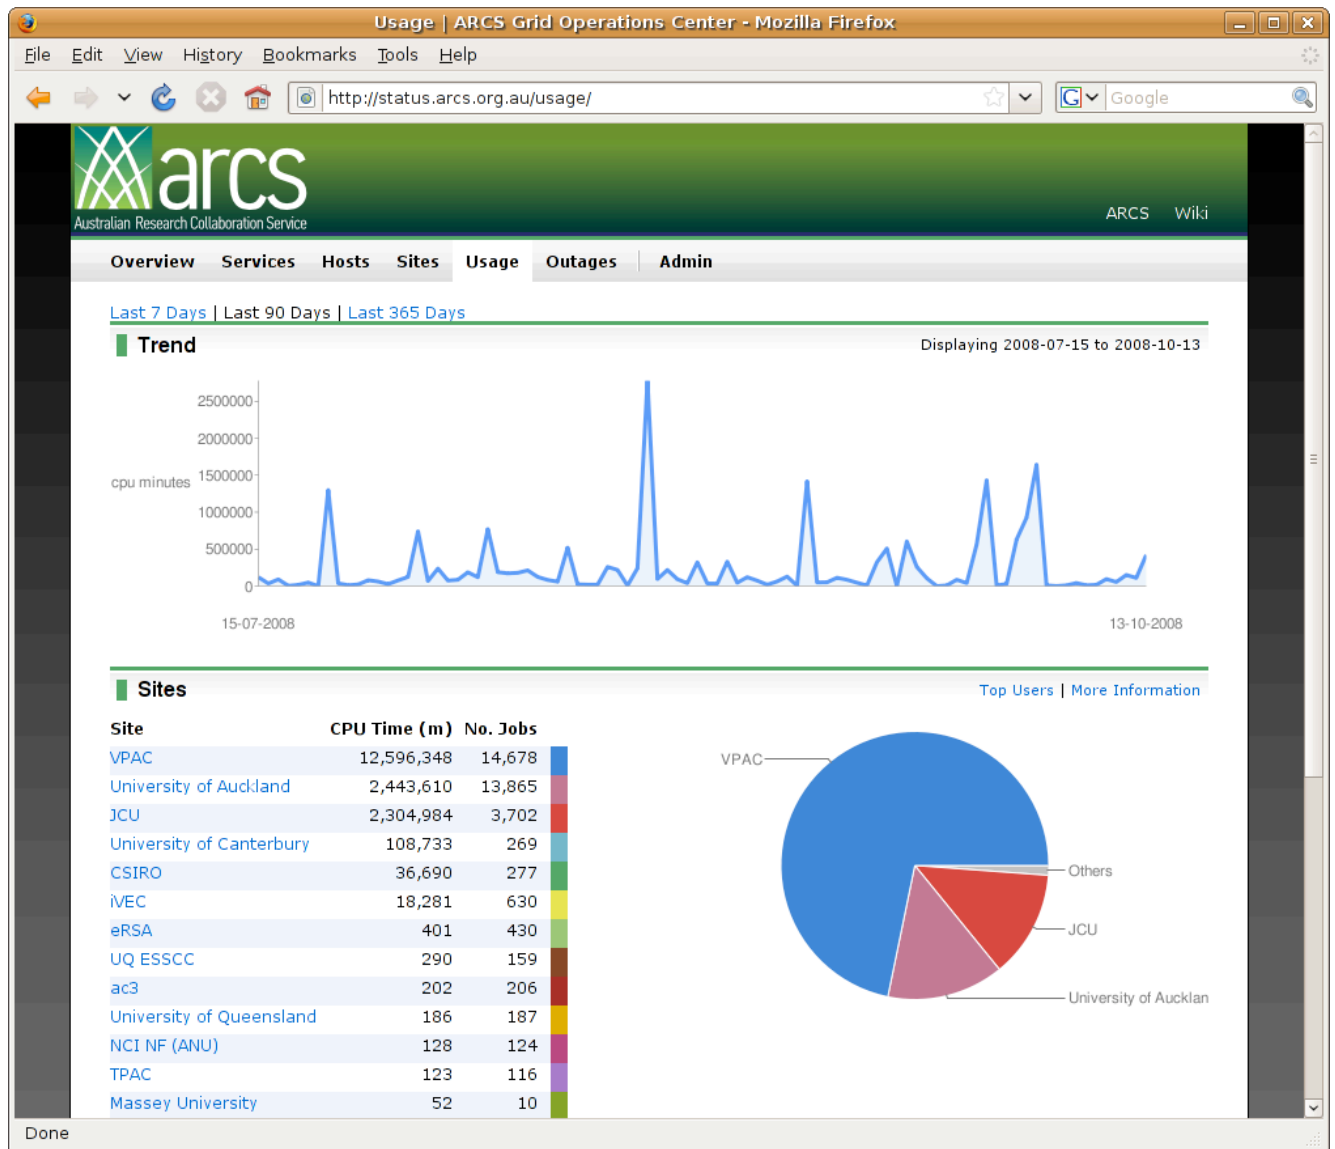 Usage | ARCS Grid Operations Center - Mozilla Firefox
File Edit View History Bookmarks Tools Help
http://status.arcs.org.au/usage/ G Google
arcs
Australian Research Collaboration Service
ARCS Wiki
Overview Services Hosts Sites Usage Outages Admin
Last 7 Days | Last 90 Days | Last 365 Days
Trend Displaying 2008-07-15 to 2008-10-13
2500000
2000000
cpu minutes 1500000
1000000
500000
0
15-07-2008 13-10-2008
Sites Top Users | More Information
Site CPU Time (m) No. Jobs
VPAC 12,596,348 14,678
University of Auckland 2,443,610 13,865
JCU 2,304,984 3,702
University of Canterbury 108,733 269
CSIRO 36,690 277
iVEC 18,281 630
eRSA 401 430
UQ ESSCC 290 159
ac3 202 206
University of Queensland 186 187
NCI NF (ANU) 128 124
TPAC 123 116
Massey University 52 10
VPAC
Others
JCU
University of Aucklan
Done